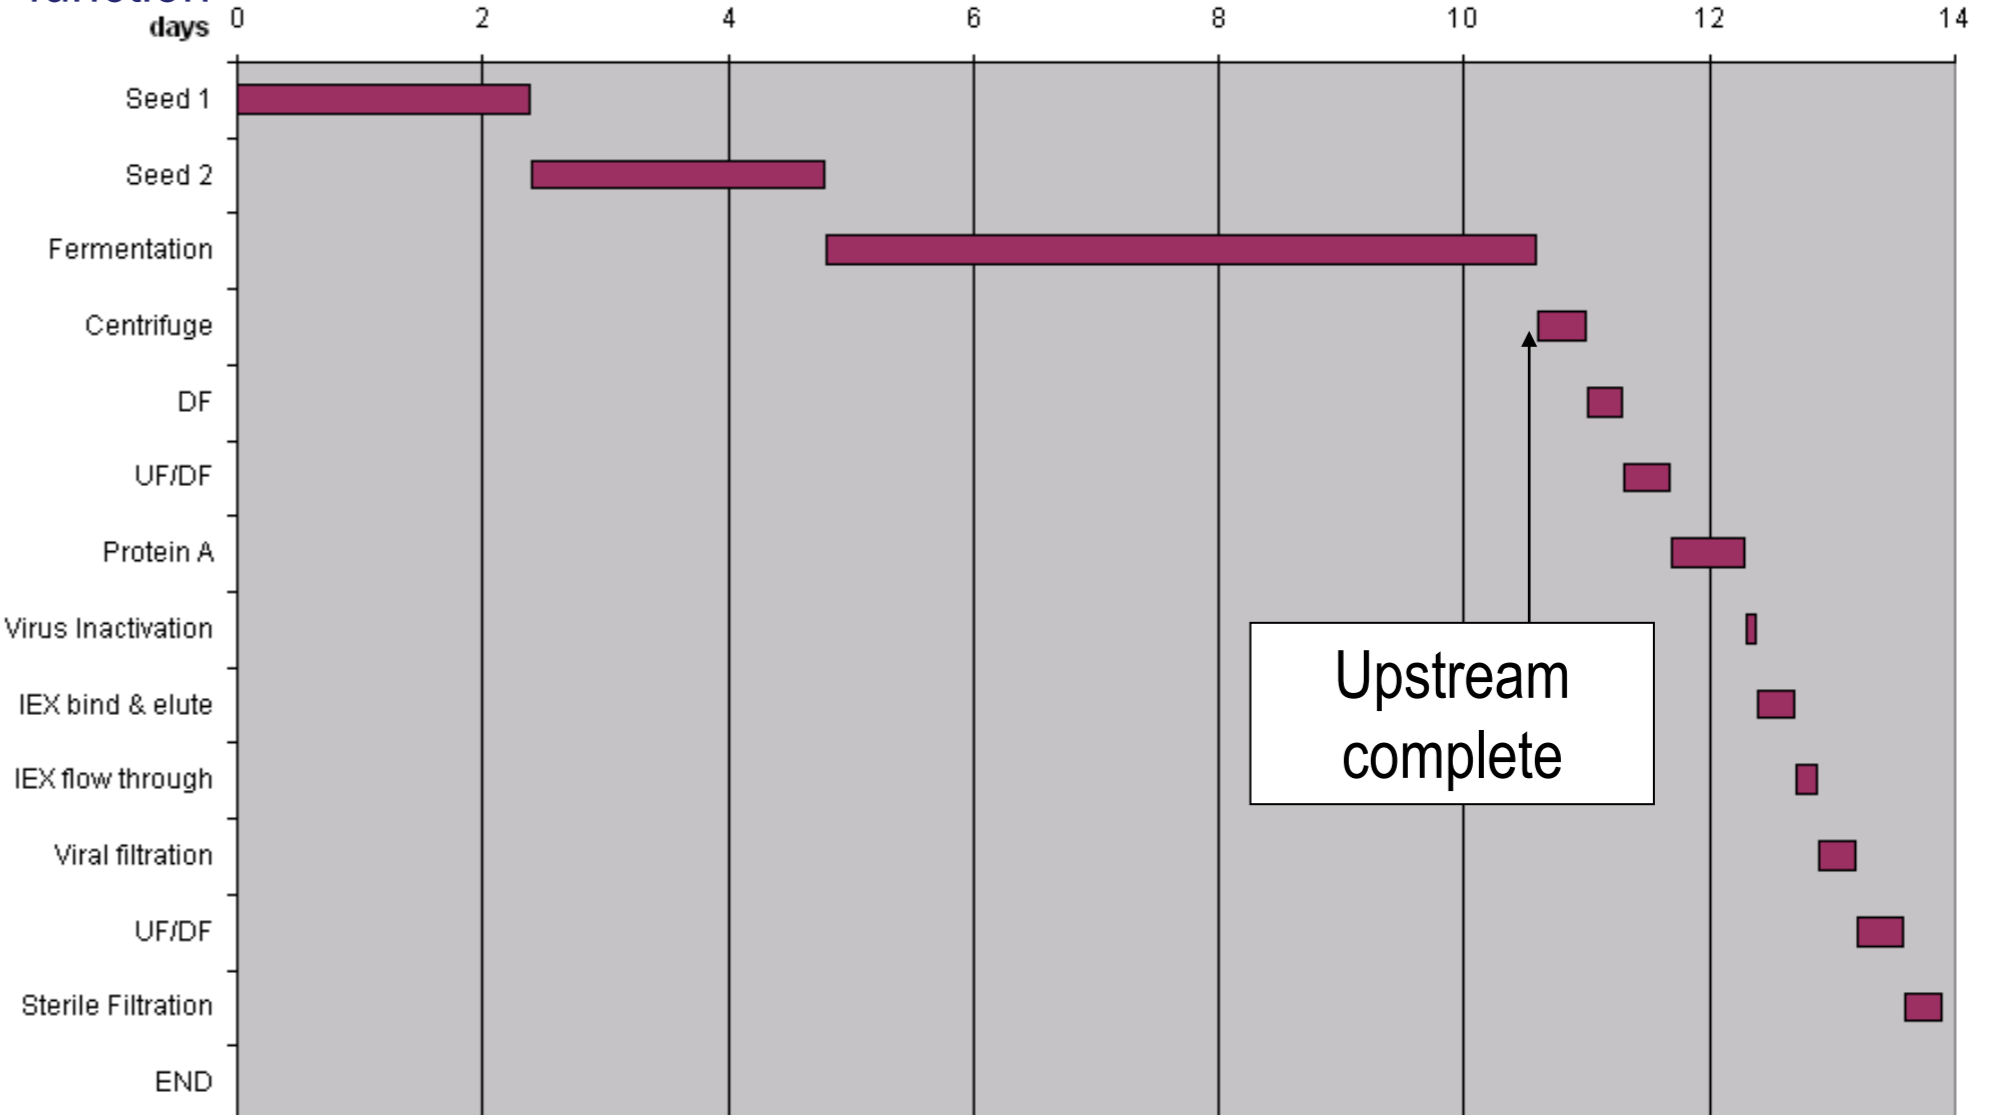 days 0 2 4 6 8 10 12 14
Seed 1
Seed 2
Fermentation
Centrifuge
DF
UF/DF
Protein A
Virus Inactivation
IEX bind & elute
IEX flow through
Viral filtration
UF/DF
Sterile Filtration
END
Upstream
complete